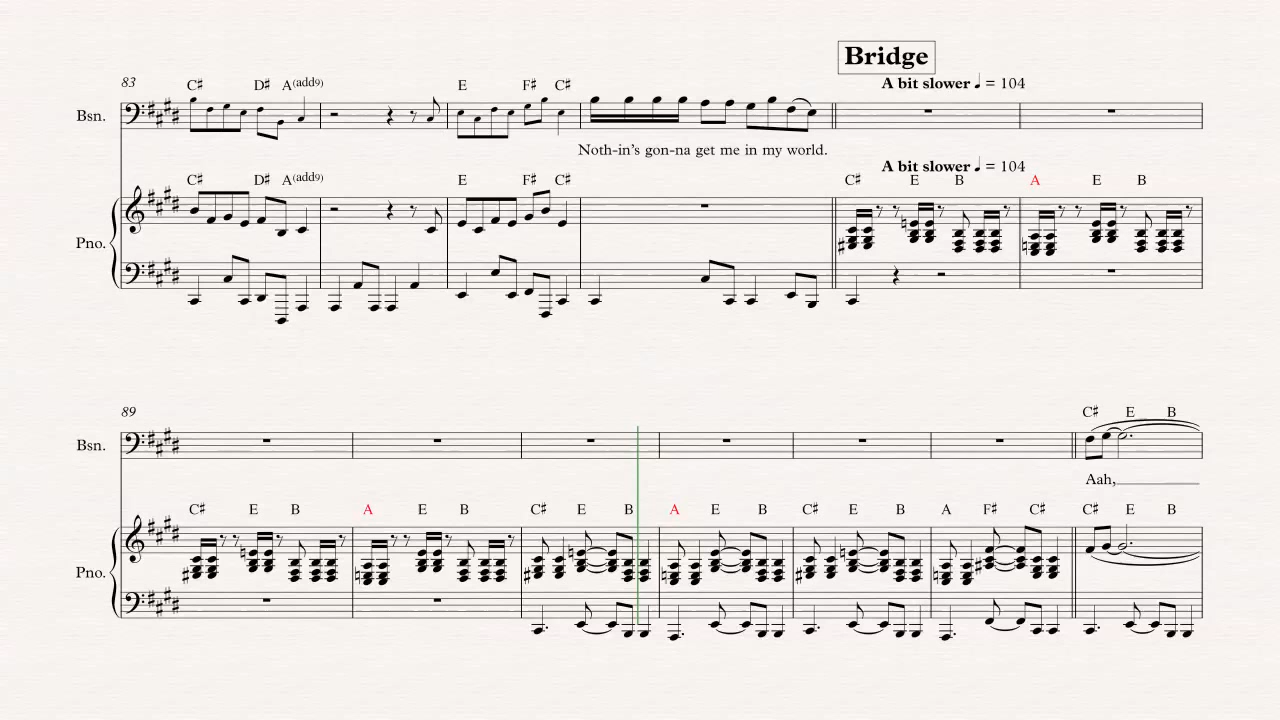 Bridge
83 C♯ D♯ A(add9) E F♯ C♯ A bit slower ♩ = 104
Bsn.
Noth-in's gon-na get me in my world.
A bit slower ♩ = 104
C♯ D♯ A(add9) E F♯ C♯ C♯ E B A E B
Pno.
89 C♯ E B
Bsn.
Aah,
C♯ E B A E B C♯ E B A E B C♯ E B A F♯ C♯ C♯ E B
Pno.